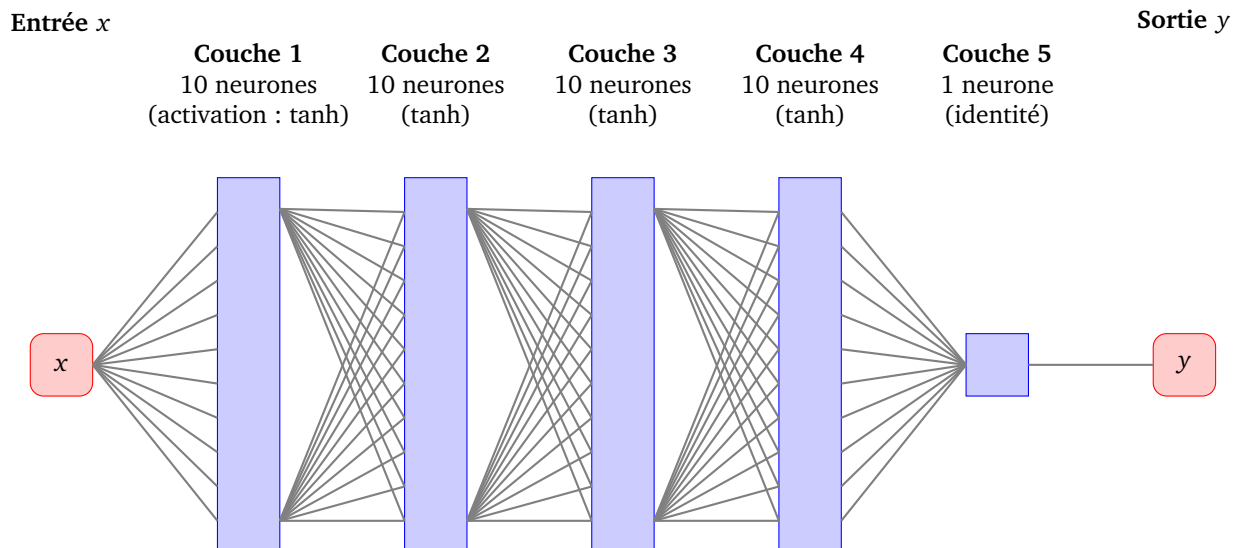 Entrée x
Sortie y
Couche 1
10 neurones
(activation : tanh)
Couche 2
10 neurones
(tanh)
Couche 3
10 neurones
(tanh)
Couche 4
10 neurones
(tanh)
Couche 5
1 neurone
(identité)
x
y